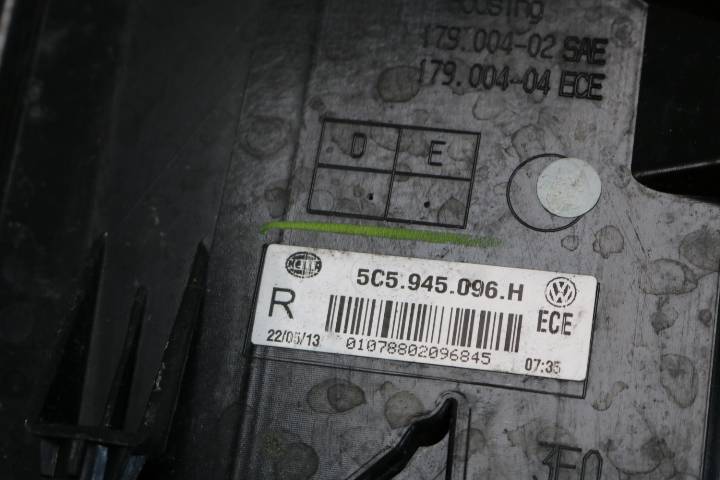 179.004-02 SAE
179.004-04 ECE
D E
HELLA
5C5.945.096.H
R
ECE
22/05/13
01078802096845
07:35